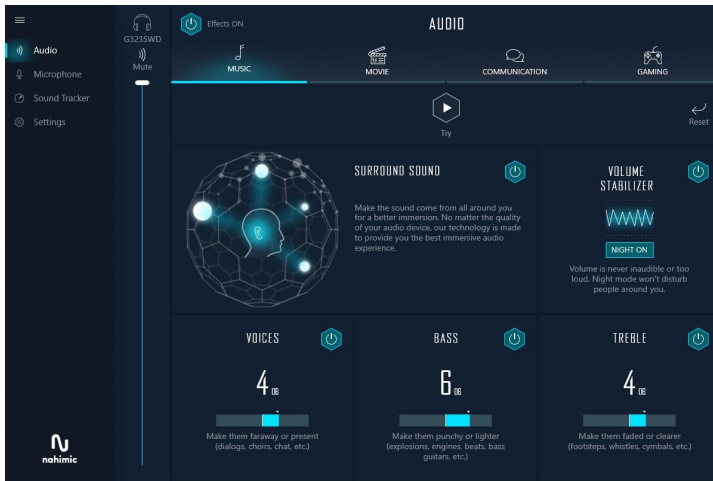 Audio
Microphone
Sound Tracker
Settings
nahimic
G3235WD
Mute
Effects ON
AUDIO
MUSIC
MOVIE
COMMUNICATION
GAMING
Try
Reset
SURROUND SOUND
Make the sound come from all around you
for a better immersion. No matter the quality
of your audio device, our technology is made
to provide you the best immersive audio
experience.
VOLUME
STABILIZER
NIGHT ON
Volume is never inaudible or too
loud. Night mode won't disturb
people around you.
VOICES
4 DB
Make them faraway or present
(dialogs, choirs, chat, etc.)
BASS
6 DB
Make them punchy or lighter
(explosions, engines, beats, bass
guitars, etc.)
TREBLE
4 DB
Make them faded or clearer
(footsteps, whistles, cymbals, etc.)